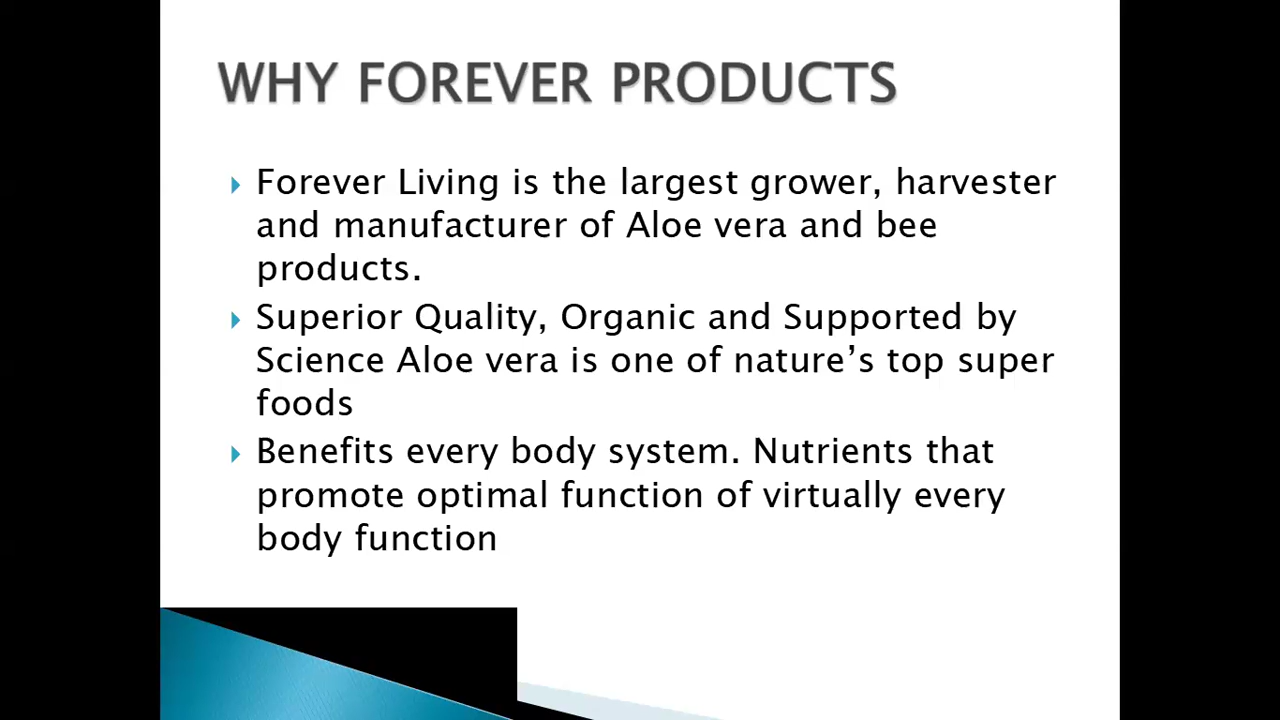 WHY FOREVER PRODUCTS
Forever Living is the largest grower, harvester
and manufacturer of Aloe vera and bee
products.
Superior Quality, Organic and Supported by
Science Aloe vera is one of nature’s top super
foods
Benefits every body system. Nutrients that
promote optimal function of virtually every
body function